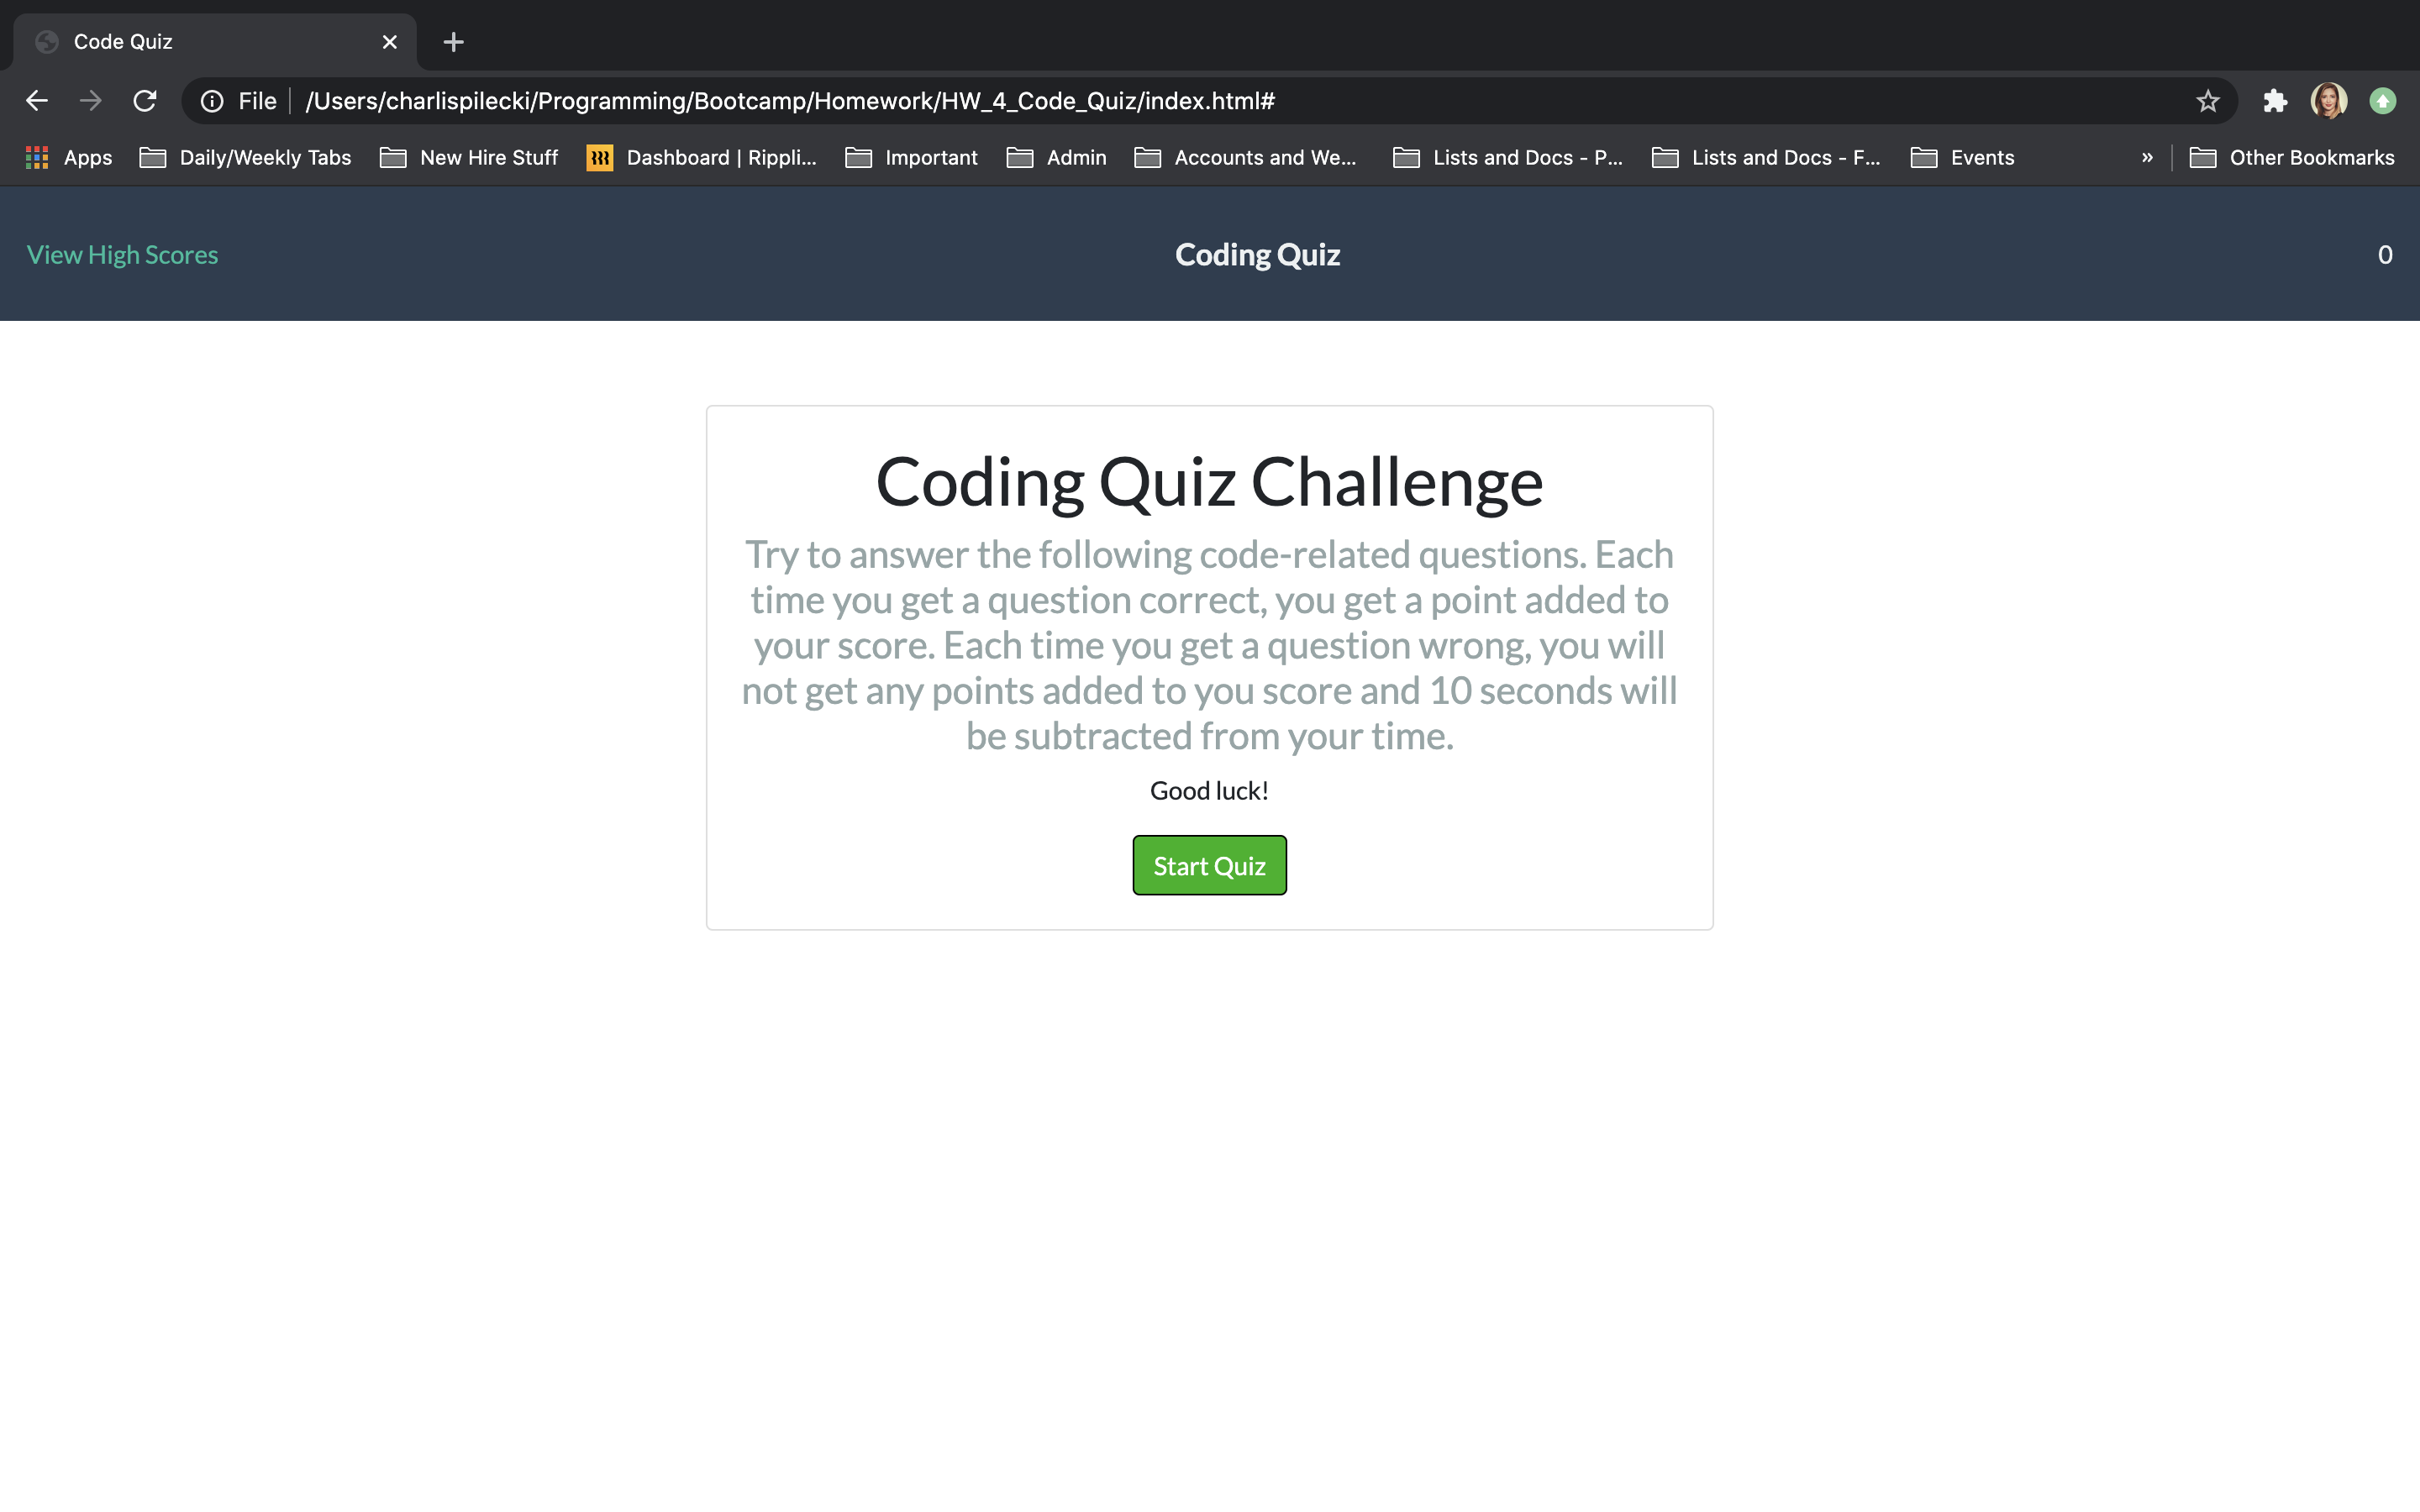 Code Quiz
File /Users/charlispilecki/Programming/Bootcamp/Homework/HW_4_Code_Quiz/index.html#
Apps Daily/Weekly Tabs New Hire Stuff Dashboard | Rippli... Important Admin Accounts and We... Lists and Docs - P... Lists and Docs - F... Events » Other Bookmarks
View High Scores Coding Quiz 0
Coding Quiz Challenge
Try to answer the following code-related questions. Each
time you get a question correct, you get a point added to
your score. Each time you get a question wrong, you will
not get any points added to you score and 10 seconds will
be subtracted from your time.
Good luck!
Start Quiz